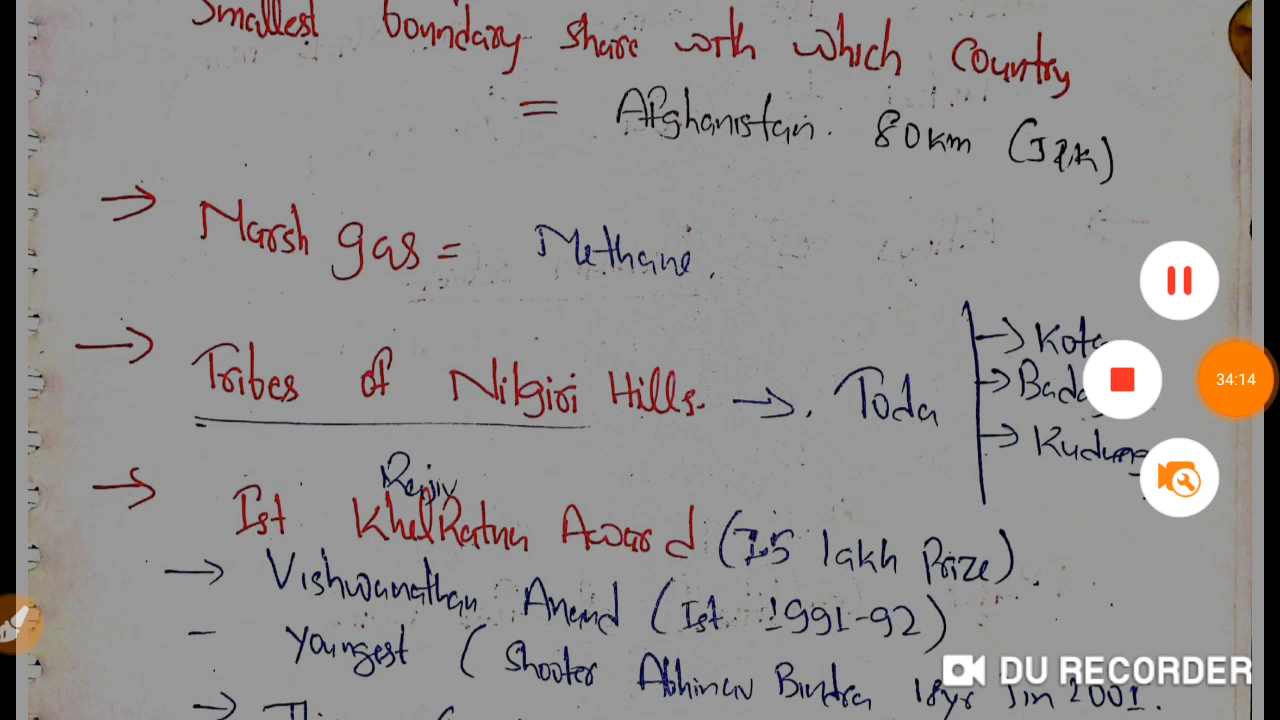 Smallest boundary share with which Country
= Afghanistan. 80km (J&K)
→ Marsh gas = Methane.
→ Tribes of Nilgiri Hills. → . Toda
→ Kota
→ Bada
→
Rajiv
→ Ist KhelRatna Award (7.5 lakh Prize)
→ Vishwanathan Anand (Ist 1991-92)
– Youngest ( Shooter Abhinav Bindra 18yr in 2001.
→
34:14
DU RECORDER